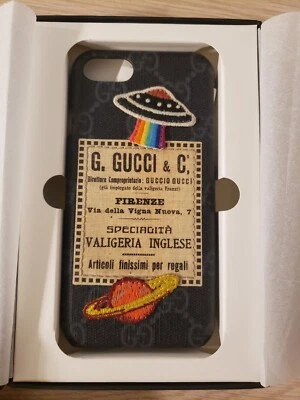 G. GUCCI & C.
Direttore Comproprietario GUCCIO GUCCI
(già impiegato della valigeria Franzi)
FIRENZE
Via della Vigna Nuova, 7
SPECIALITÀ
VALIGERIA INGLESE
Articoli finissimi per regali